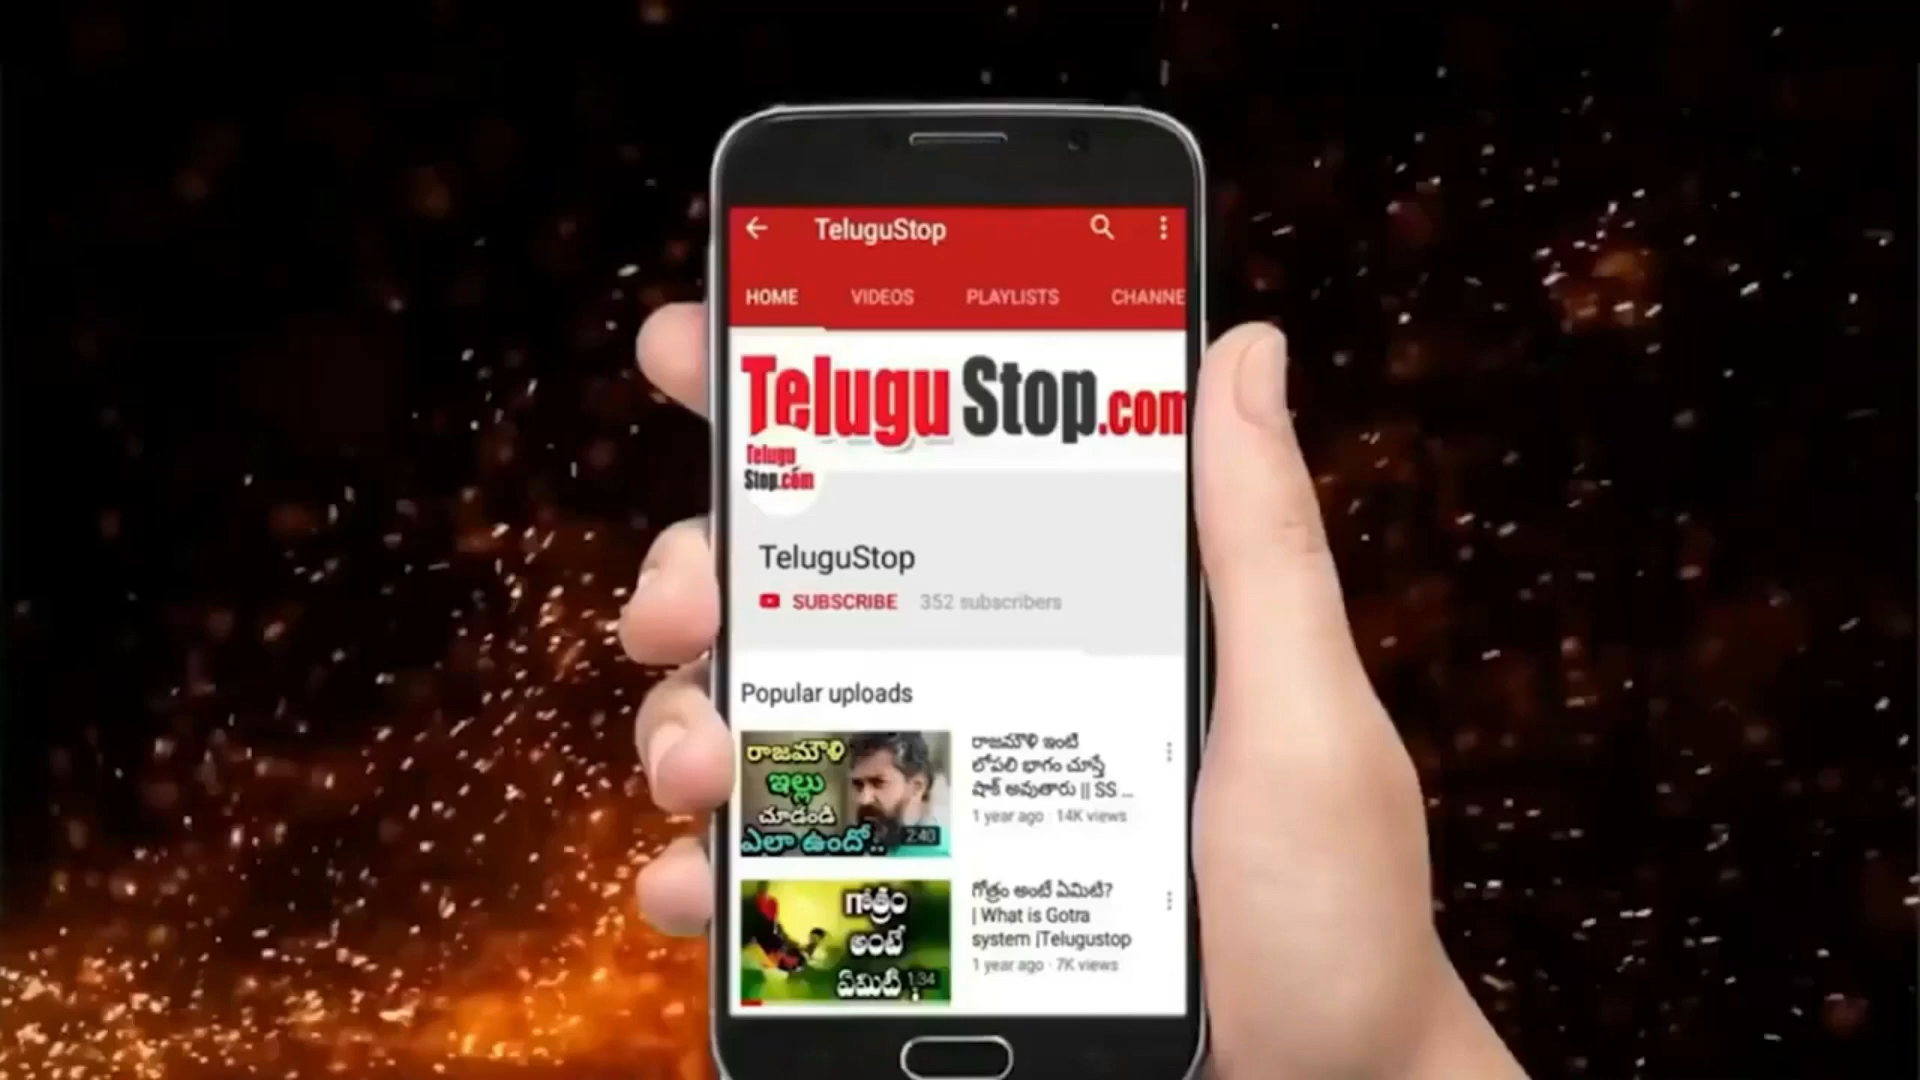 TeluguStop
HOME VIDEOS PLAYLISTS CHANNE
Telugu Stop.com
Telugu
Stop.com
TeluguStop
SUBSCRIBE 352 subscribers
Popular uploads
రాజమౌళి
ఇల్లు
చూడండి
ఎలా ఉందో..
2:40
రాజమౌళి ఇంటి
లోపలి భాగం చూస్తే
షాక్ అవుతారు || SS ...
1 year ago · 14K views
గోత్రం
అంటే
ఏమిటి
1:34
గోత్రం అంటే ఏమిటి?
| What is Gotra
system |Telugustop
1 year ago · 7K views